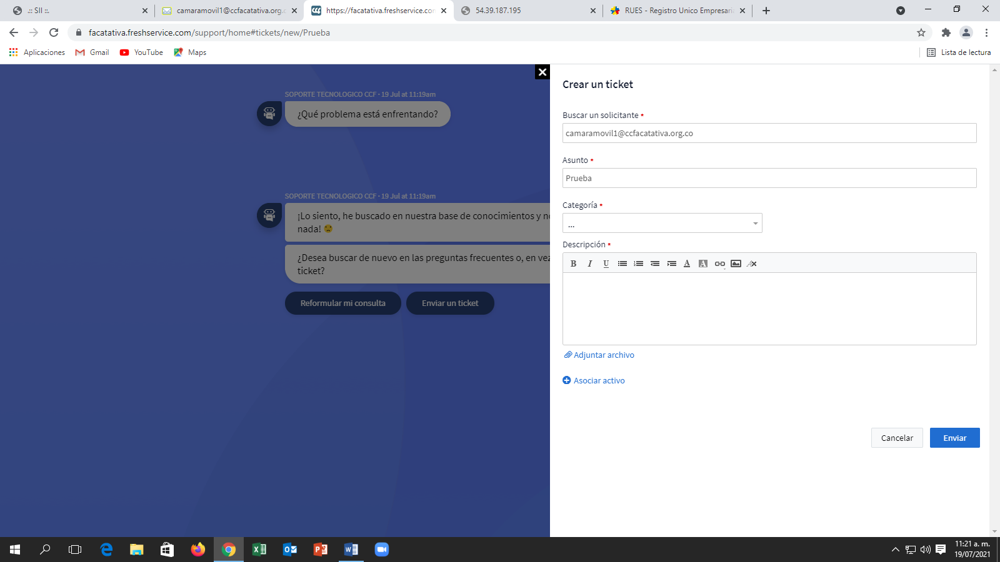 .:: SII ::.
camaramovil1@ccfacatativa.org.c
https://facatativa.freshservice.com
54.39.187.195
RUES - Registro Unico Empresari
facatativa.freshservice.com/support/home#tickets/new/Prueba
Aplicaciones
Gmail
YouTube
Maps
Lista de lectura
SOPORTE TECNOLOGICO CCF - 19 Jul at 11:19am
¿Qué problema está enfrentando?
SOPORTE TECNOLOGICO CCF - 19 Jul at 11:19am
¡Lo siento, he buscado en nuestra base de conocimientos y no
nada!
¿Desea buscar de nuevo en las preguntas frecuentes o, en vez
ticket?
Reformular mi consulta
Enviar un ticket
Crear un ticket
Buscar un solicitante *
camaramovil1@ccfacatativa.org.co
Asunto *
Prueba
Categoría *
...
Descripción *
B I U
Adjuntar archivo
Asociar activo
Cancelar
Enviar
11:21 a. m.
19/07/2021